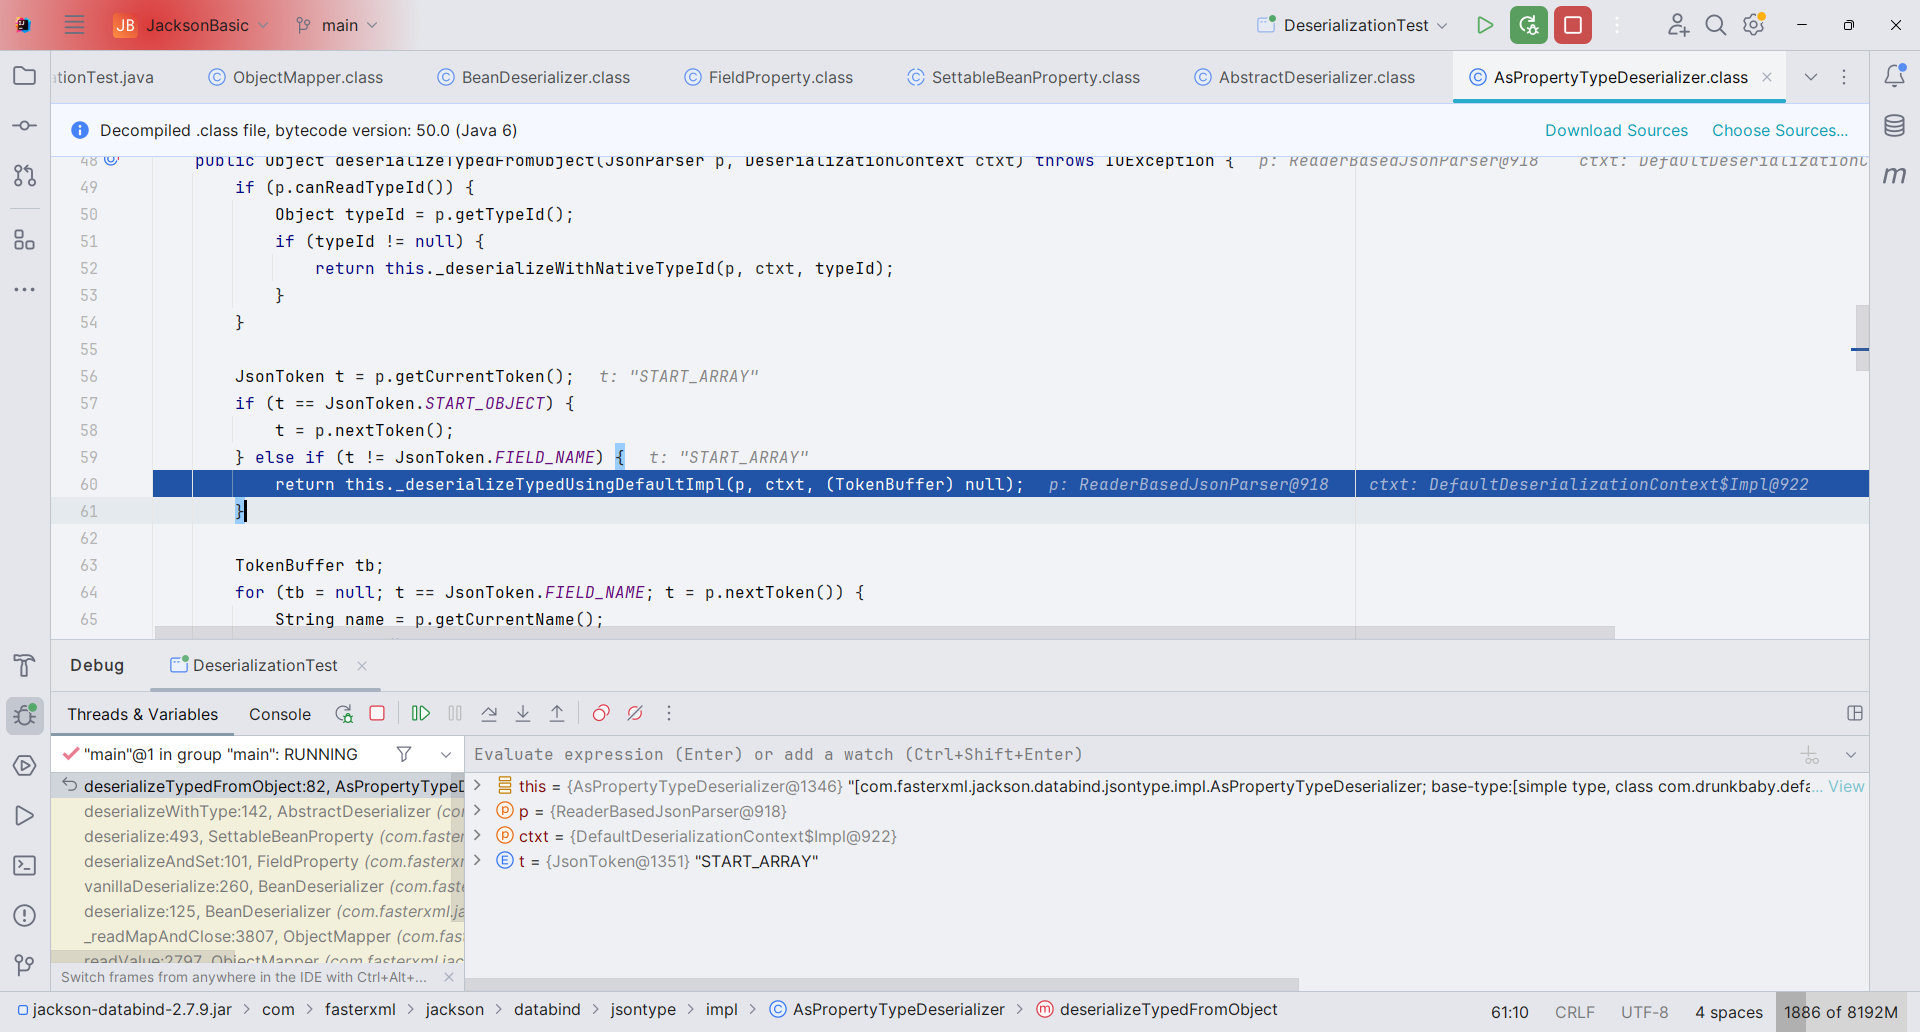 JB JacksonBasic main DeserializationTest
tionTest.java ObjectMapper.class BeanDeserializer.class FieldProperty.class SettableBeanProperty.class AbstractDeserializer.class AsPropertyTypeDeserializer.class
Decompiled .class file, bytecode version: 50.0 (Java 6) Download Sources Choose Sources...
48 public Object deserializeTypedFromObject(JsonParser p, DeserializationContext ctxt) throws IOException { p: ReaderBasedJsonParser@918 ctxt: DefaultDeserializationC
49 if (p.canReadTypeId()) {
50 Object typeId = p.getTypeId();
51 if (typeId != null) {
52 return this._deserializeWithNativeTypeId(p, ctxt, typeId);
53 }
54 }
55
56 JsonToken t = p.getCurrentToken(); t: "START_ARRAY"
57 if (t == JsonToken.START_OBJECT) {
58 t = p.nextToken();
59 } else if (t != JsonToken.FIELD_NAME) { t: "START_ARRAY"
60 return this._deserializeTypedUsingDefaultImpl(p, ctxt, (TokenBuffer) null); p: ReaderBasedJsonParser@918 ctxt: DefaultDeserializationContext$Impl@922
61 }
62
63 TokenBuffer tb;
64 for (tb = null; t == JsonToken.FIELD_NAME; t = p.nextToken()) {
65 String name = p.getCurrentName();
Debug DeserializationTest
Threads & Variables Console
"main"@1 in group "main": RUNNING
Evaluate expression (Enter) or add a watch (Ctrl+Shift+Enter)
deserializeTypedFromObject:82, AsPropertyTypeD
deserializeWithType:142, AbstractDeserializer (co
deserialize:493, SettableBeanProperty (com.faste
deserializeAndSet:101, FieldProperty (com.fasterx
vanillaDeserialize:260, BeanDeserializer (com.fast
deserialize:125, BeanDeserializer (com.fasterxml.ja
_readMapAndClose:3807, ObjectMapper (com.fas
readValue:2797, ObjectMapper (com.fasterxml.jac
this = {AsPropertyTypeDeserializer@1346} "[com.fasterxml.jackson.databind.jsontype.impl.AsPropertyTypeDeserializer; base-type:[simple type, class com.drunkbaby.defa... View
p p = {ReaderBasedJsonParser@918}
p ctxt = {DefaultDeserializationContext$Impl@922}
E t = {JsonToken@1351} "START_ARRAY"
Switch frames from anywhere in the IDE with Ctrl+Alt+...
jackson-databind-2.7.9.jar com fasterxml jackson databind jsontype impl AsPropertyTypeDeserializer m deserializeTypedFromObject 61:10 CRLF UTF-8 4 spaces 1886 of 8192M